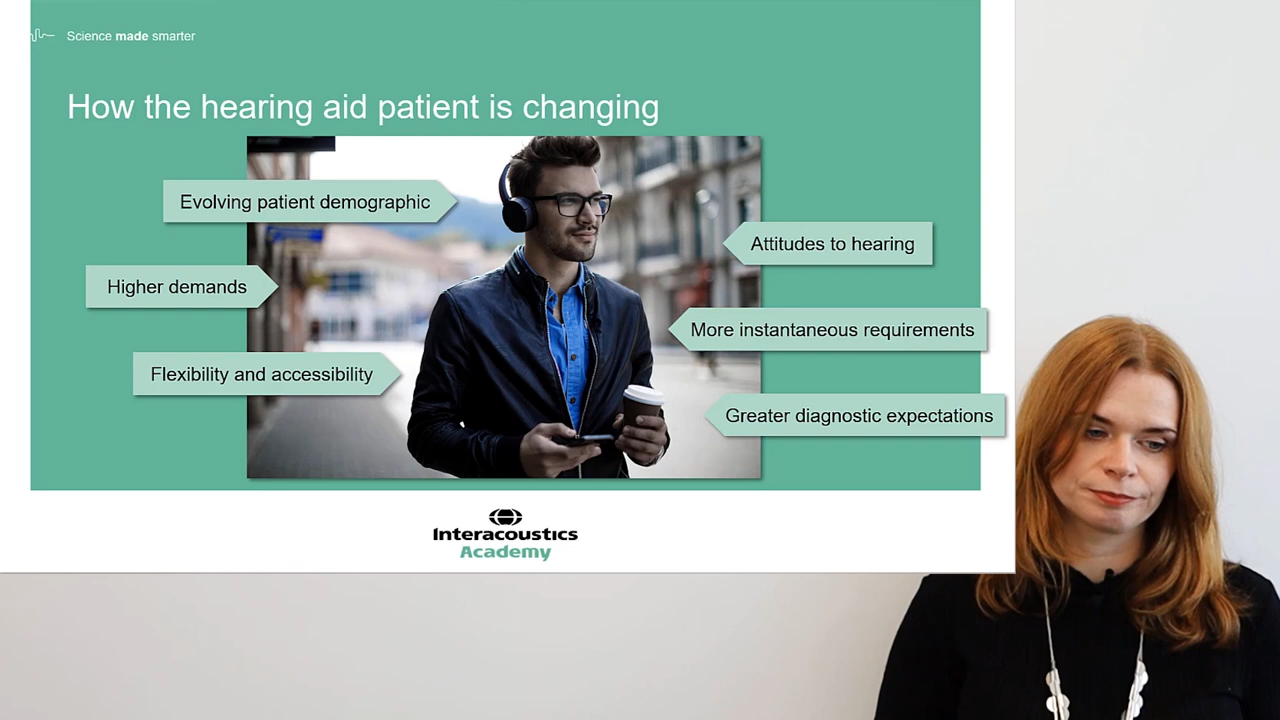 Science made smarter
How the hearing aid patient is changing
Evolving patient demographic
Attitudes to hearing
Higher demands
More instantaneous requirements
Flexibility and accessibility
Greater diagnostic expectations
Interacoustics
Academy